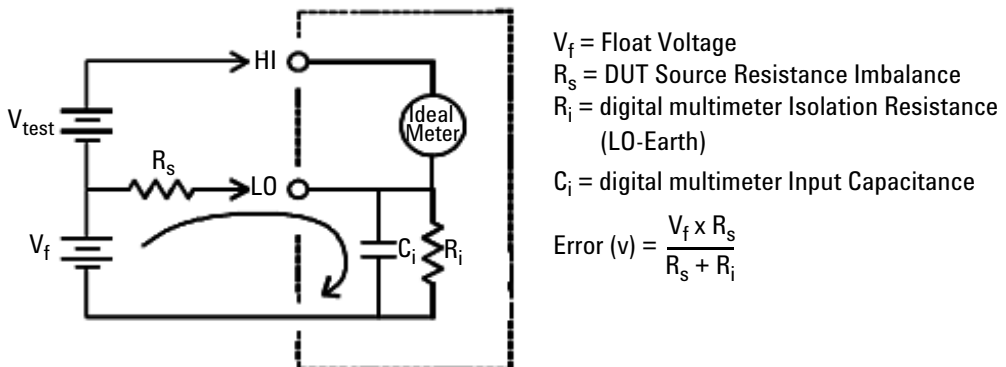 V_test
V_f
R_s
HI
LO
Ideal
Meter
C_i
R_i
V_f = Float Voltage
R_s = DUT Source Resistance Imbalance
R_i = digital multimeter Isolation Resistance
(LO-Earth)
C_i = digital multimeter Input Capacitance
Error (v) = V_f x R_s / R_s + R_i